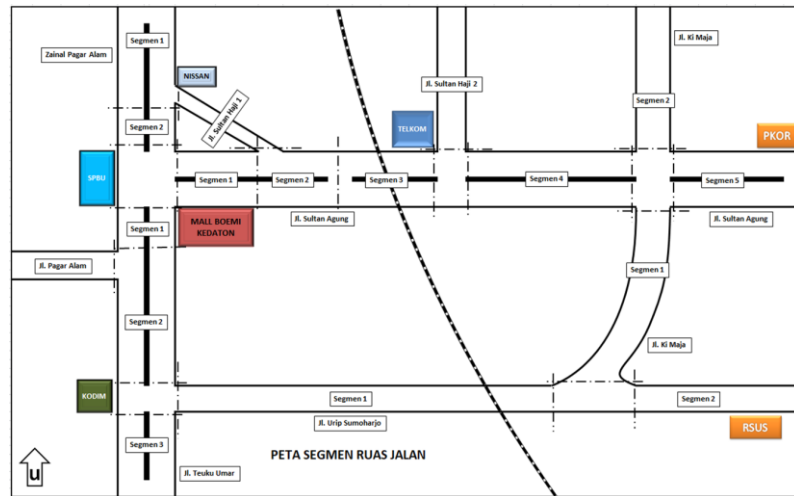 Segmen 1
Jl. Ki Maja
Zainal Pagar Alam
NISSAN
Jl. Sultan Haji 2
Jl. Sultan Haji 1
Segmen 2
Segmen 2
TELKOM
PKOR
SPBU
Segmen 1
Segmen 2
Segmen 3
Segmen 4
Segmen 5
Segmen 1
MALL BOEMI
KEDATON
Jl. Sultan Agung
Jl. Sultan Agung
Jl. Pagar Alam
Segmen 1
Segmen 2
Jl. Ki Maja
KODIM
Segmen 1
Segmen 2
Jl. Urip Sumoharjo
RSUS
Segmen 3
PETA SEGMEN RUAS JALAN
u
Jl. Teuku Umar